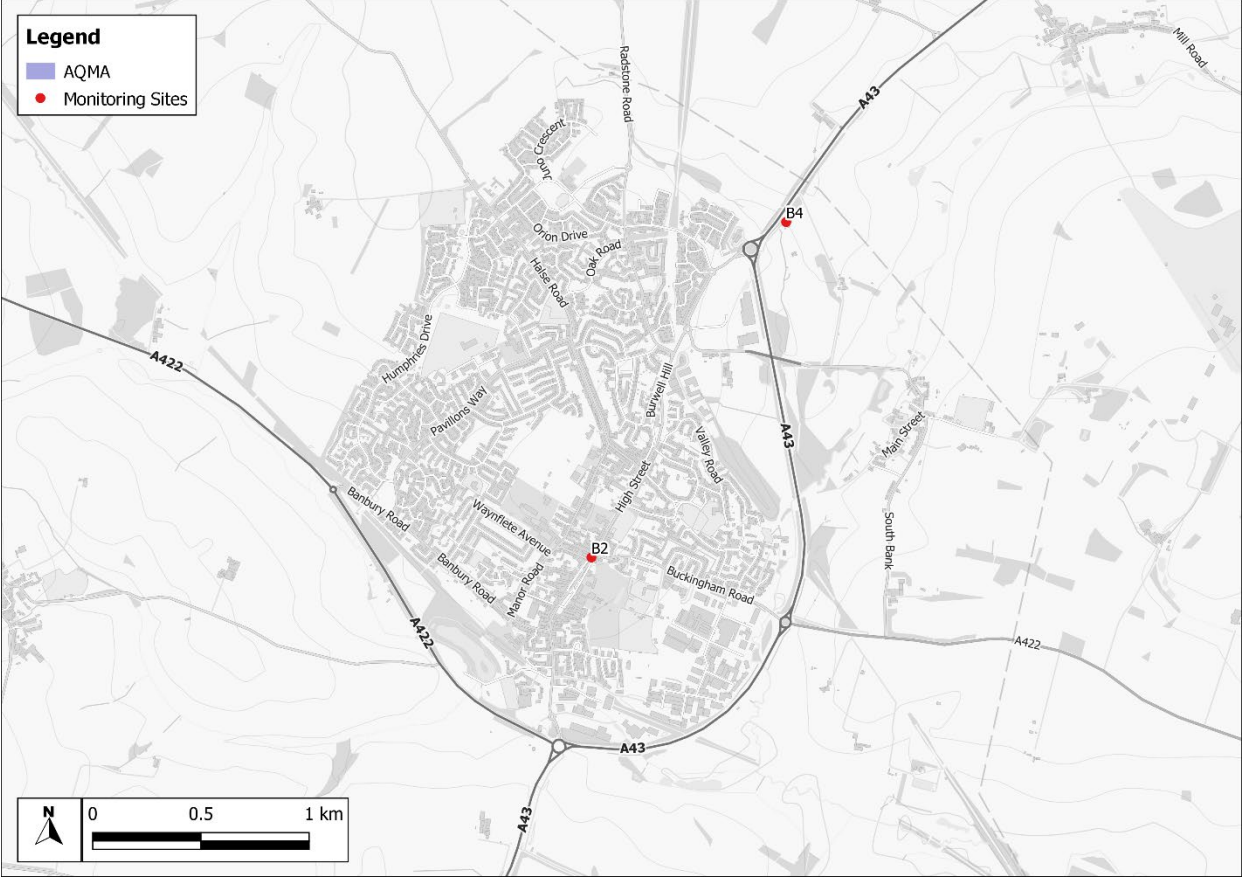 Legend
AQMA
Monitoring Sites
Radstone Road
Mill Road
A43
Juno Crescent
B4
Orion Drive
Oak Road
Halse Road
Humphries Drive
A422
Burwell Hill
Pavillons Way
Main Street
A43
Valley Road
High Street
Banbury Road
Waynflete Avenue
South Bank
B2
Banbury Road
Manor Road
Buckingham Road
A422
A422
A43
A43
N
0 0.5 1 km